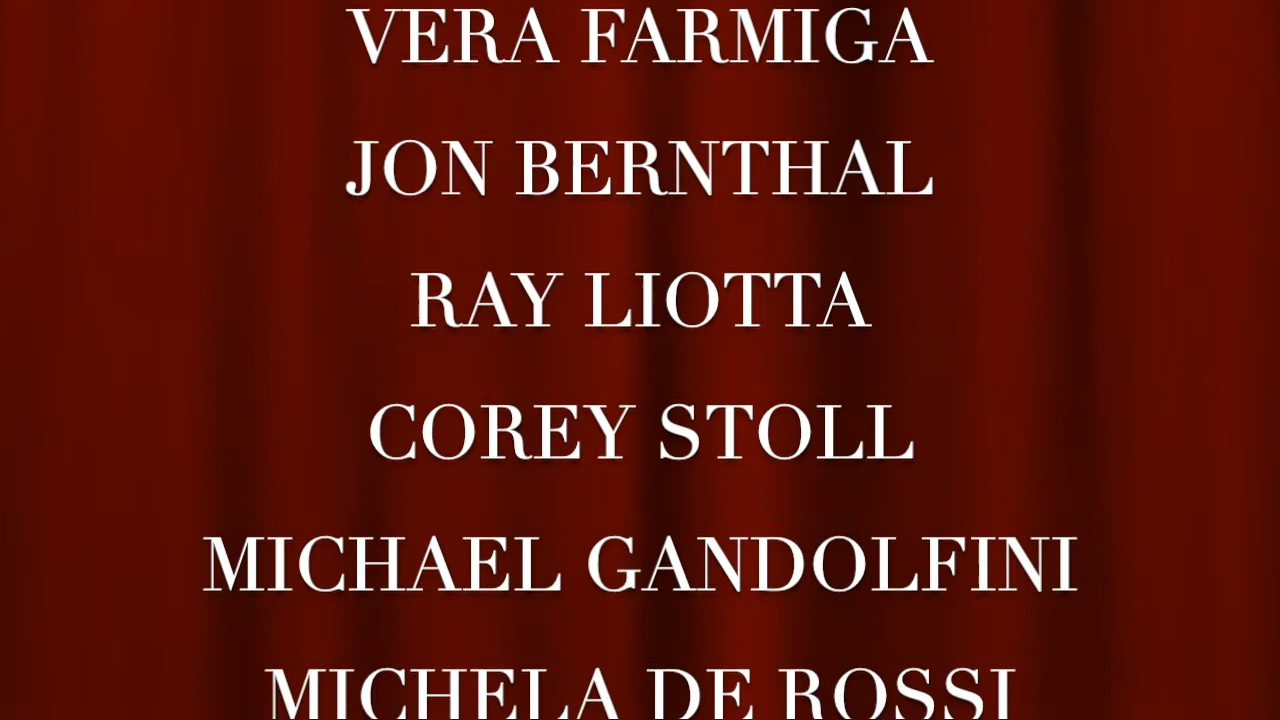 VERA FARMIGA
JON BERNTHAL
RAY LIOTTA
COREY STOLL
MICHAEL GANDOLFINI
MICHELA DE ROSSI